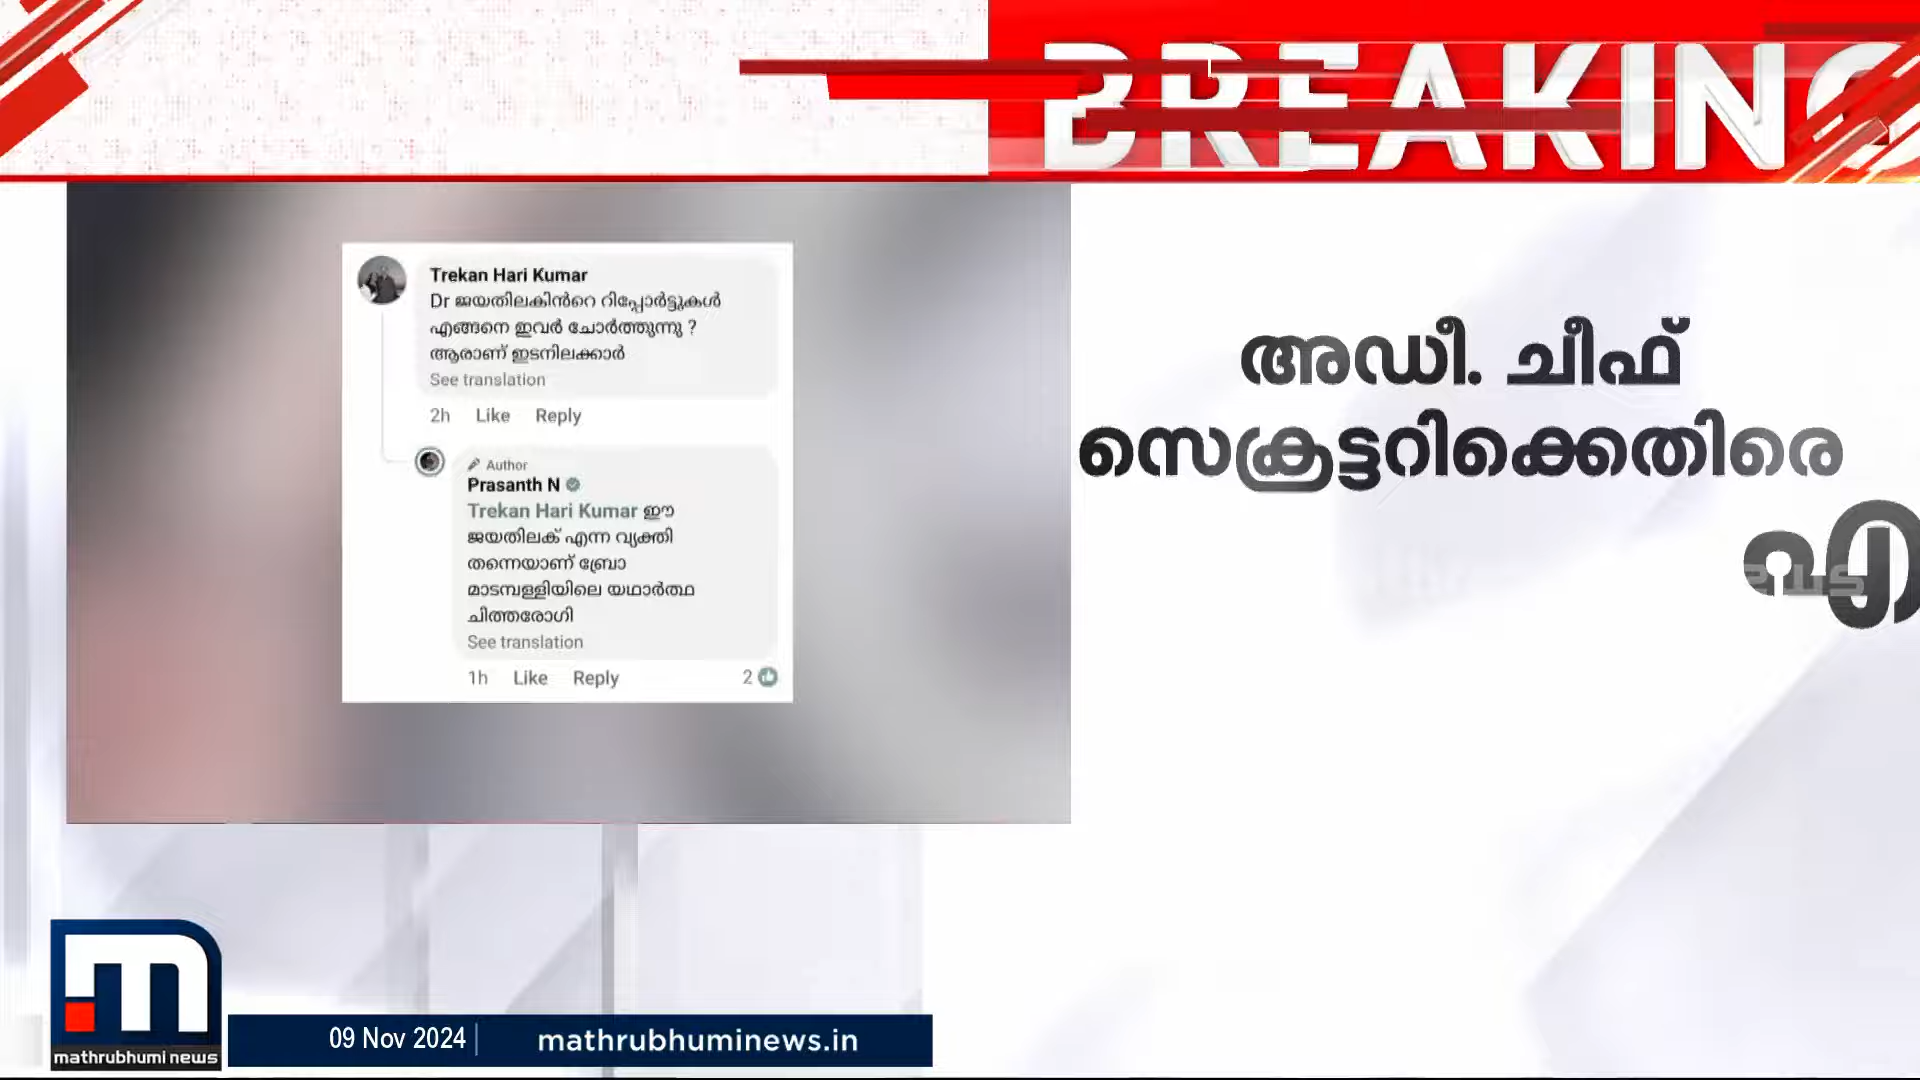 BREAKING
Trekan Hari Kumar
Dr ജയതിലകിൻറെ റിപ്പോർട്ടുകൾ
എങ്ങനെ ഇവർ ചോർത്തുന്നു ?
ആരാണ് ഇടനിലക്കാർ
See translation
2h Like Reply
Author
Prasanth N
Trekan Hari Kumar ഈ
ജയതിലക് എന്ന വ്യക്തി
തന്നെയാണ് ബ്രോ
മാടമ്പള്ളിയിലെ യഥാർത്ഥ
ചിത്തരോഗി
See translation
1h Like Reply 2
അഡീ. ചീഫ്
സെക്രട്ടറിക്കെതിരെ
എ
mathrubhumi news
09 Nov 2024
mathrubhuminews.in